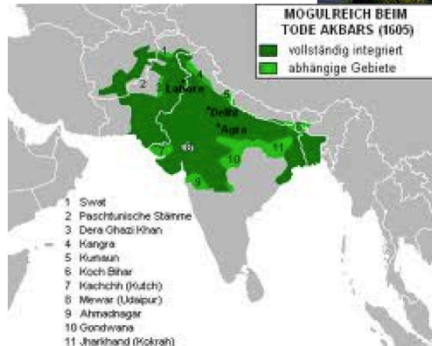 MOGULREICH BEIM
TODE AKBARS (1605)
vollständig integriert
abhängige Gebiete
1
2
3
4
Lahore
5
Delhi
Agra
6
7
8
10
11
9
1 Swat
2 Paschtunische Stämme
3 Dera Ghazi Khan
4 Kangra
5 Kumaun
6 Koch Bihar
7 Kachchh (Kutch)
8 Mewar (Udaipur)
9 Ahmadnagar
10 Gondwana
11 Jharkhand (Kokrah)